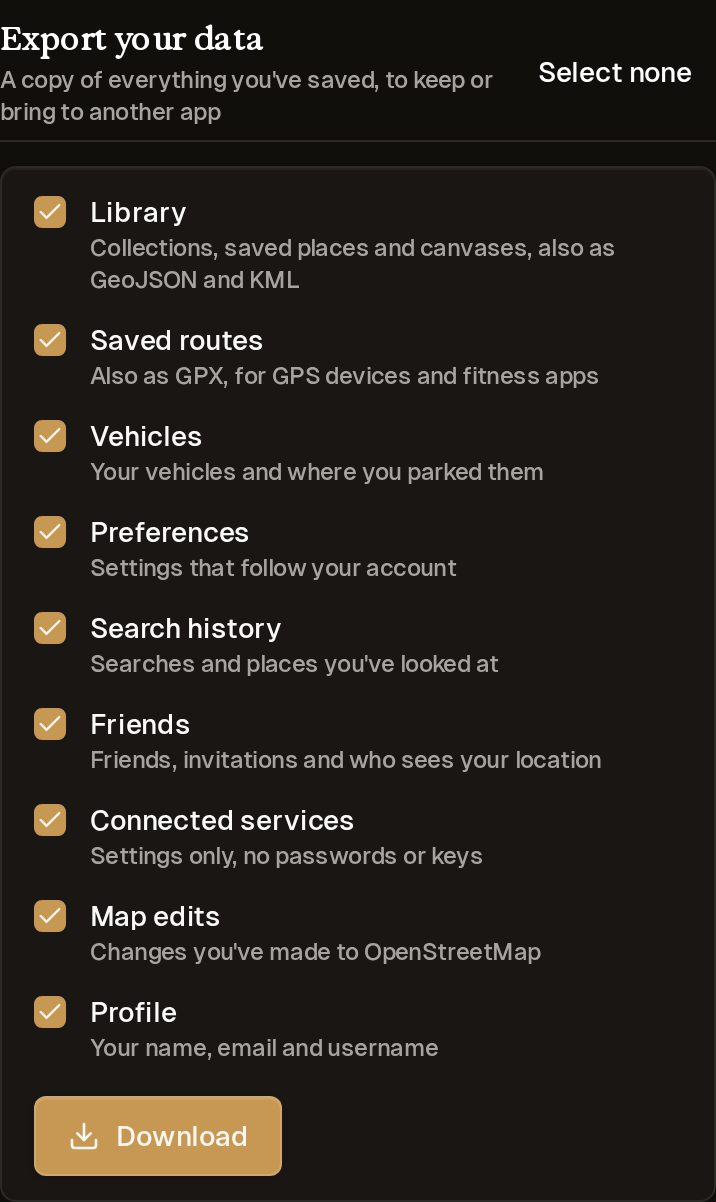 Export your data
A copy of everything you've saved, to keep or
bring to another app
Select none
Library
Collections, saved places and canvases, also as
GeoJSON and KML
Saved routes
Also as GPX, for GPS devices and fitness apps
Vehicles
Your vehicles and where you parked them
Preferences
Settings that follow your account
Search history
Searches and places you've looked at
Friends
Friends, invitations and who sees your location
Connected services
Settings only, no passwords or keys
Map edits
Changes you've made to OpenStreetMap
Profile
Your name, email and username
Download